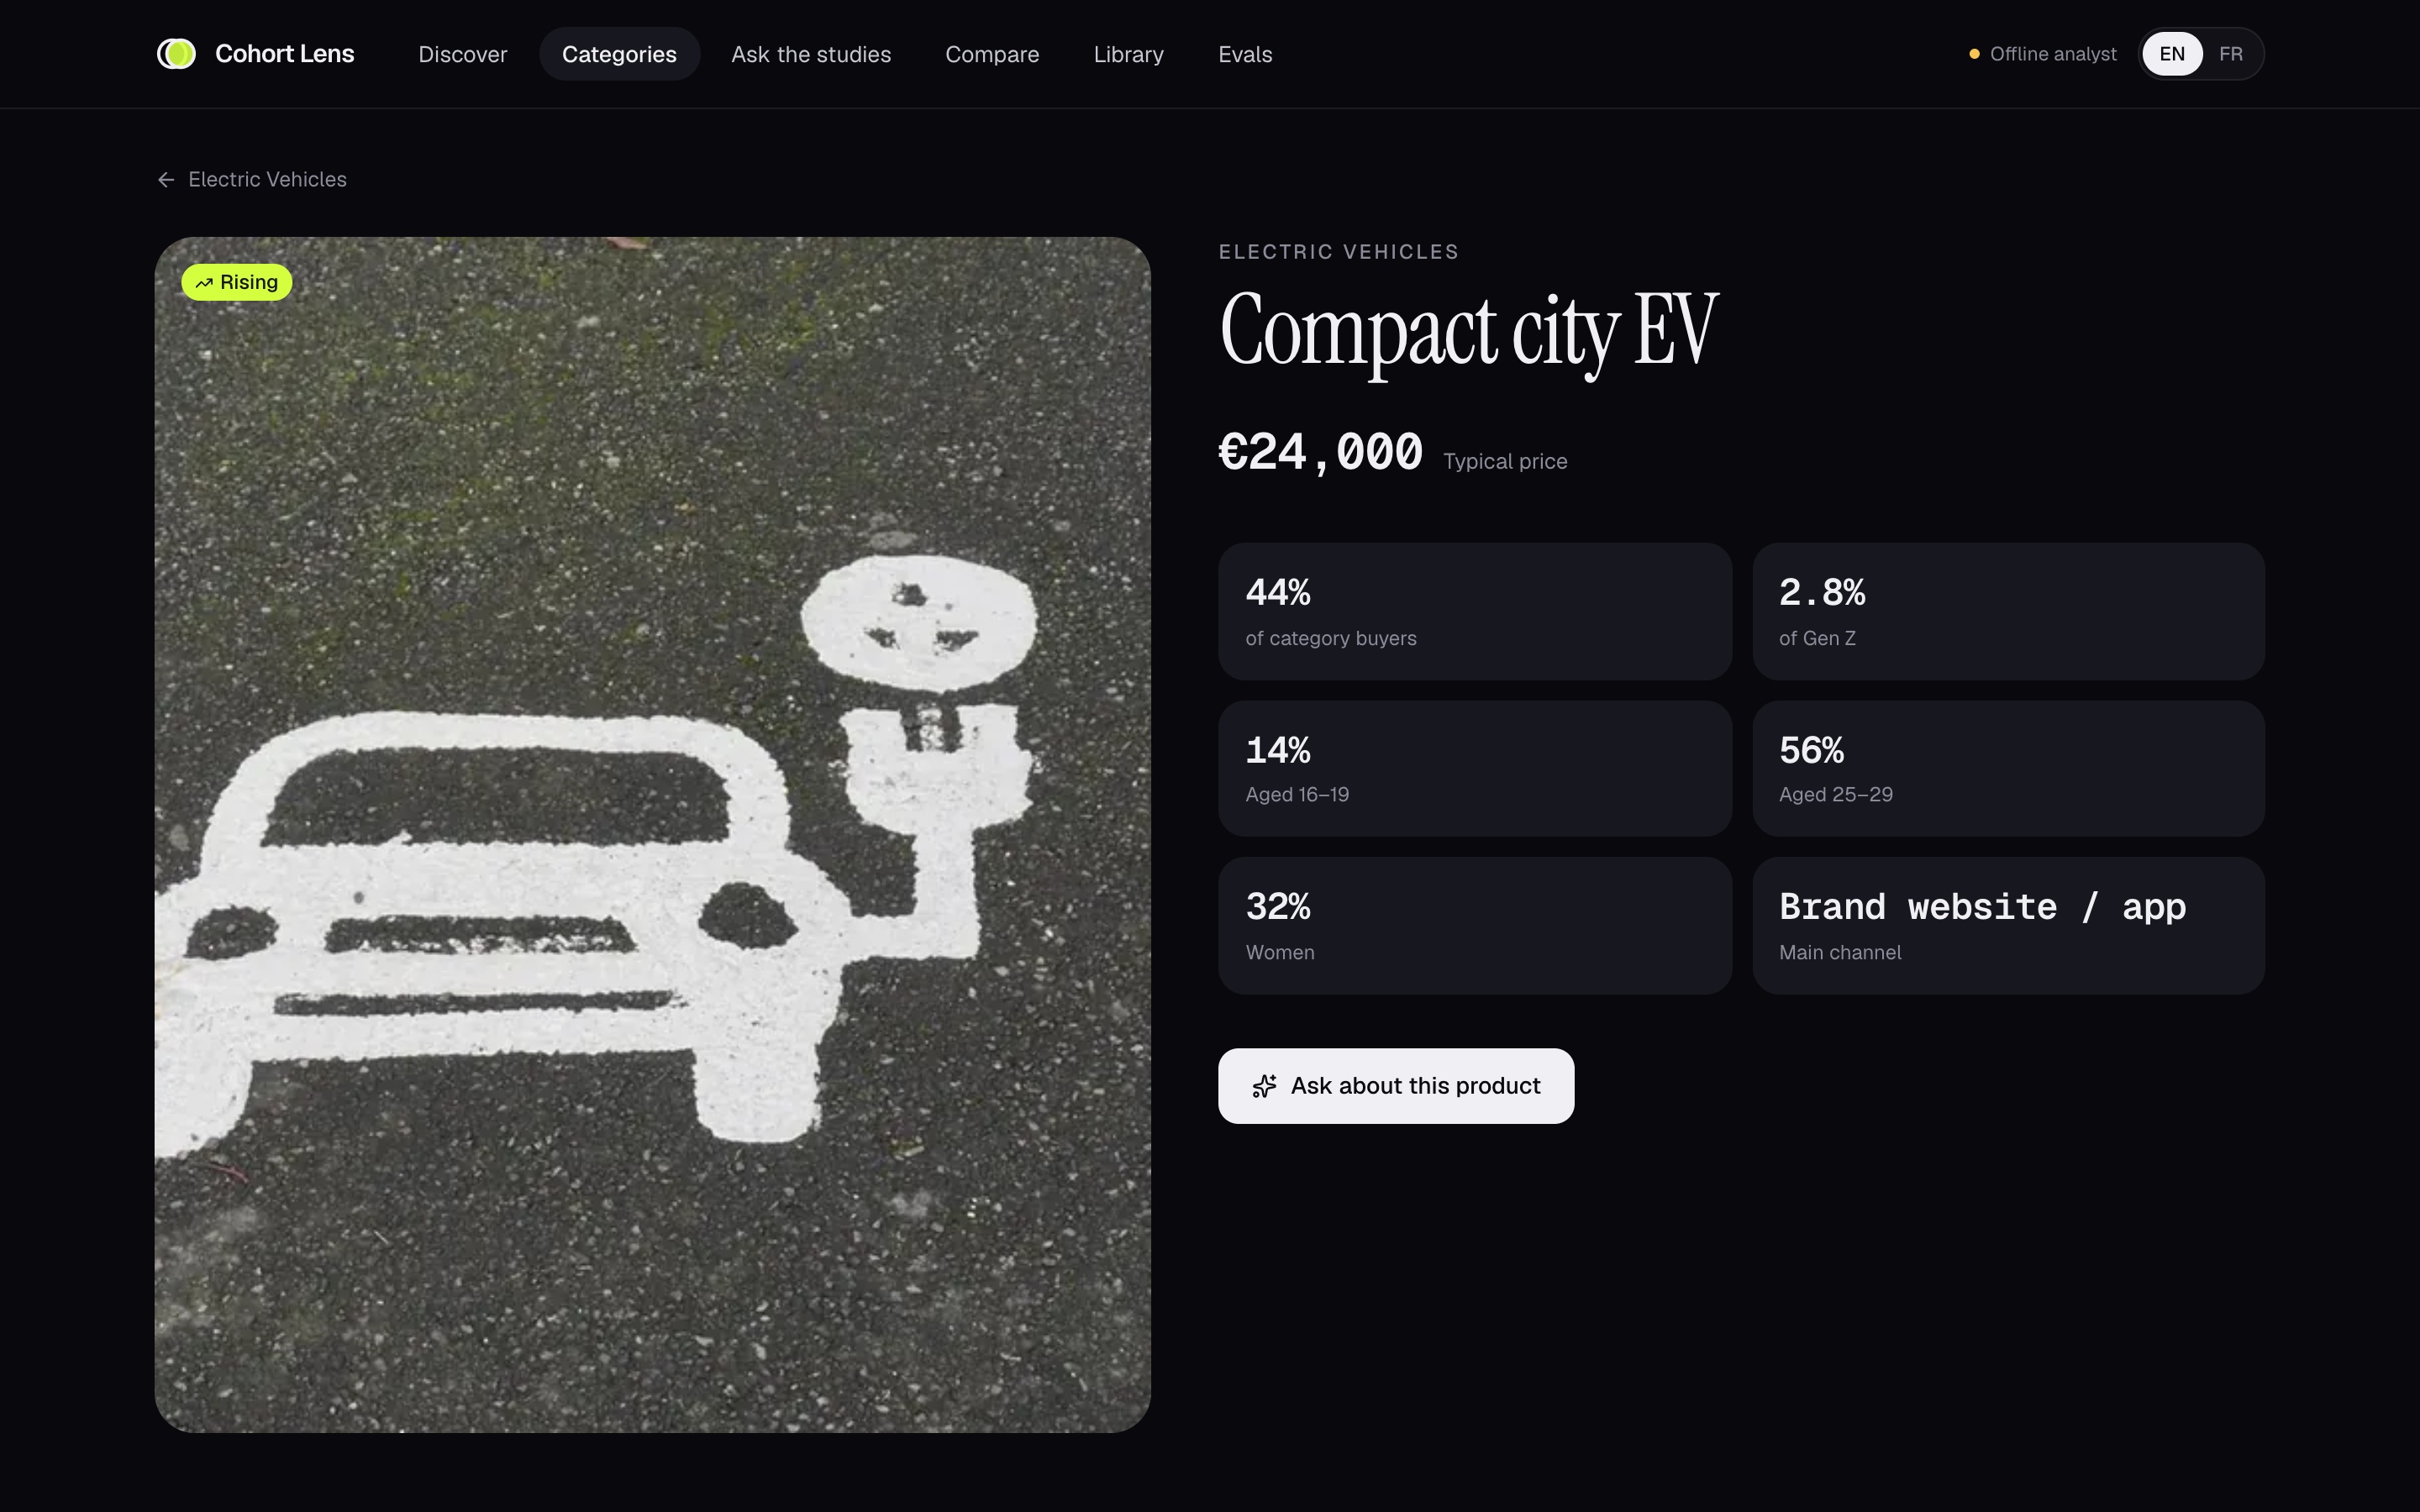 Cohort Lens
Discover
Categories
Ask the studies
Compare
Library
Evals
Offline analyst
EN
FR
Electric Vehicles
Rising
ELECTRIC VEHICLES
Compact city EV
€24,000 Typical price
44%
of category buyers
2.8%
of Gen Z
14%
Aged 16–19
56%
Aged 25–29
32%
Women
Brand website / app
Main channel
Ask about this product